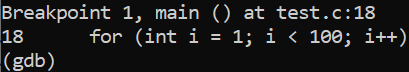 Breakpoint 1, main () at test.c:18
18      for (int i = 1; i < 100; i++)
(gdb)